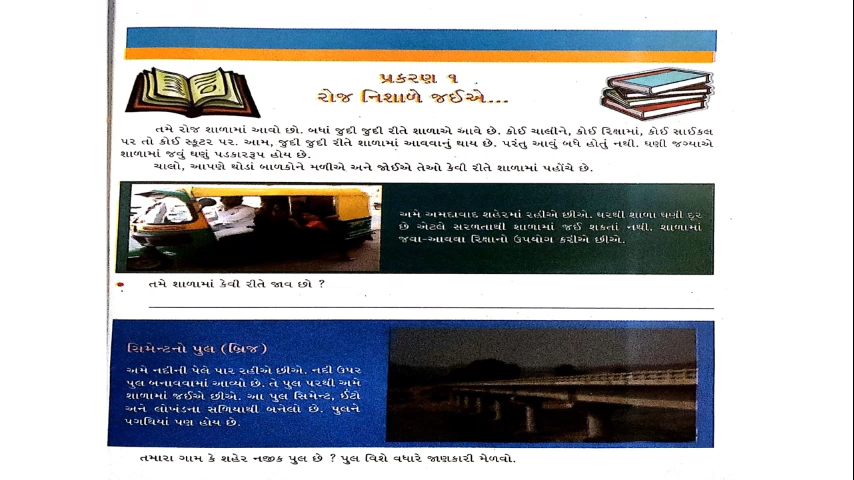 પ્રકરણ ૧
રોજ નિશાળે જઈએ...
તમે રોજ શાળામાં આવો છો. બધાં જુદી જુદી રીતે શાળાએ આવે છે. કોઈ ચાલીને, કોઈ રિક્ષામાં, કોઈ સાઈકલ
પર તો કોઈ સ્કૂટર પર. આમ, જુદી જુદી રીતે શાળામાં આવવાનું થાય છે. પરંતુ આવું બધે હોતું નથી. ઘણી જગ્યાએ
શાળામાં જવું ઘણું પડકારરૂપ હોય છે.
ચાલો, આપણે થોડાં બાળકોને મળીએ અને જોઈએ તેઓ કેવી રીતે શાળામાં પહોંચે છે.
અમે અમદાવાદ શહેરમાં રહીએ છીએ. ઘરથી શાળા ઘણી દૂર
છે એટલે સરળતાથી શાળામાં જઈ શકતાં નથી. શાળામાં
જવા-આવવા રિક્ષાનો ઉપયોગ કરીએ છીએ.
તમે શાળામાં કેવી રીતે જાવ છો ?
સિમેન્ટનો પુલ (બ્રિજ)
અમે નદીની પેલે પાર રહીએ છીએ. નદી ઉપર
પુલ બનાવવામાં આવ્યો છે. તે પુલ પરથી અમે
શાળામાં જઈએ છીએ. આ પુલ સિમેન્ટ, ઈંટો
અને લોખંડના સળિયાથી બનેલો છે. પુલને
પગથિયાં પણ હોય છે.
તમારા ગામ કે શહેર નજીક પુલ છે ? પુલ વિશે વધારે જાણકારી મેળવો.